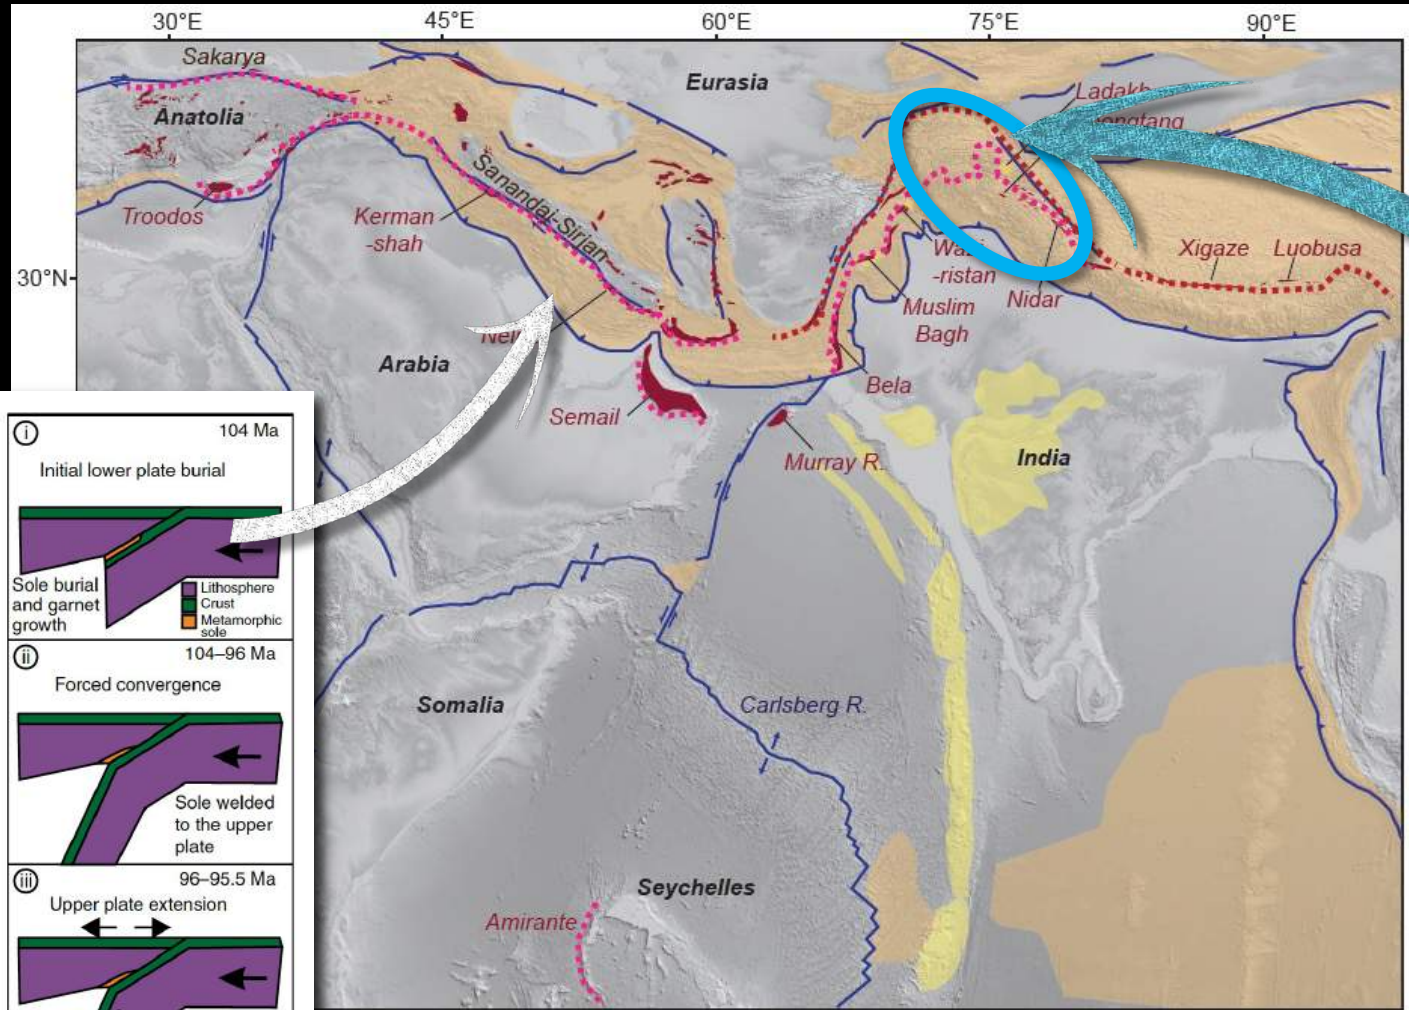 30°E
45°E
60°E
75°E
90°E
30°N
Sakarya
Anatolia
Troodos
Kerman
-shah
Sanandaj-Sirjan
Eurasia
Ladakh
Xigaze
Luobusa
-ristan
Nidar
Muslim
Bagh
Bela
Arabia
Semail
Murray R.
India
Somalia
Carlsberg R.
Seychelles
Amirante
i
104 Ma
Initial lower plate burial
Sole burial
and garnet
growth
Lithosphere
Crust
Metamorphic
sole
ii
104–96 Ma
Forced convergence
Sole welded
to the upper
plate
iii
96–95.5 Ma
Upper plate extension